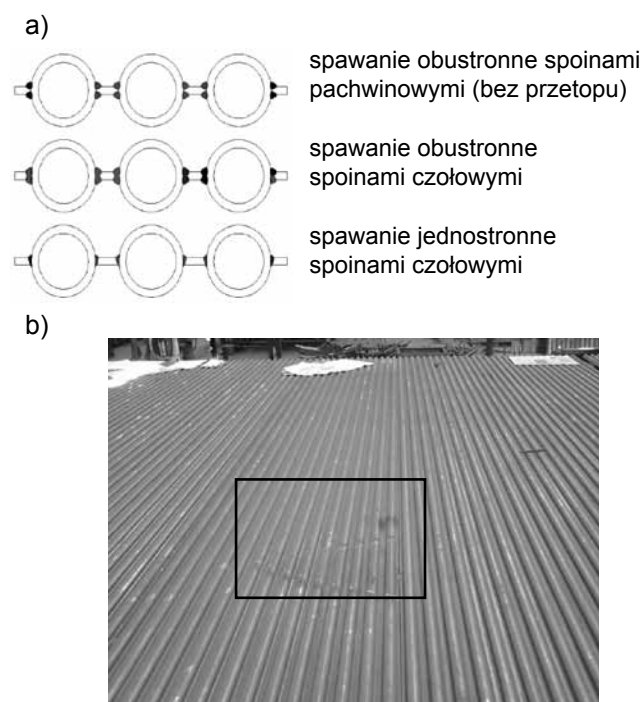 a)
spawanie obustronne spoinami
pachwinowymi (bez przetopu)
spawanie obustronne
spoinami czołowymi
spawanie jednostronne
spoinami czołowymi
b)